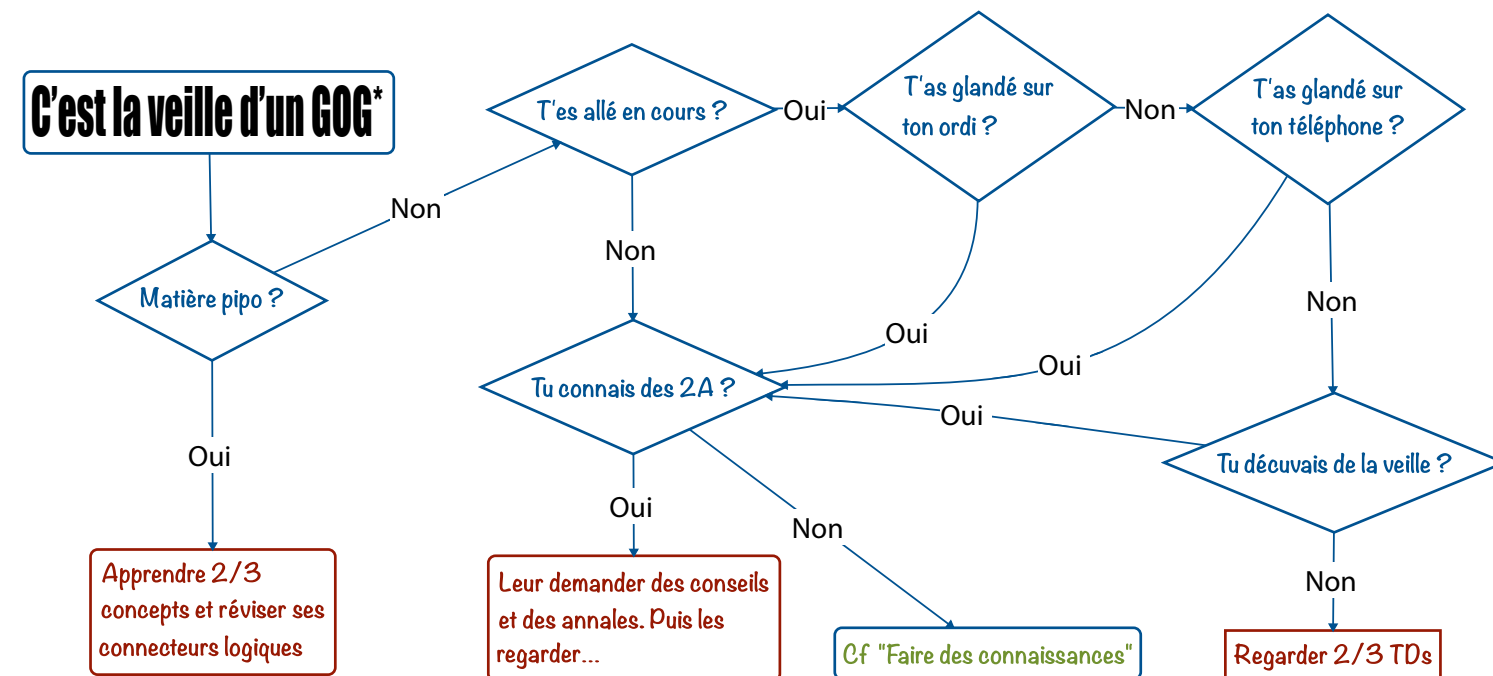 C'est la veille d'un GOG*
T'es allé en cours ?
Oui
T'as glandé sur
ton ordi ?
Non
T'as glandé sur
ton téléphone ?
Non
Non
Matière pipo ?
Non
Oui
Oui
Tu connais des 2A ?
Oui
Tu décuvais de la veille ?
Oui
Oui
Non
Non
Apprendre 2/3
concepts et réviser ses
connecteurs logiques
Leur demander des conseils
et des annales. Puis les
regarder...
Cf "Faire des connaissances"
Regarder 2/3 TDs